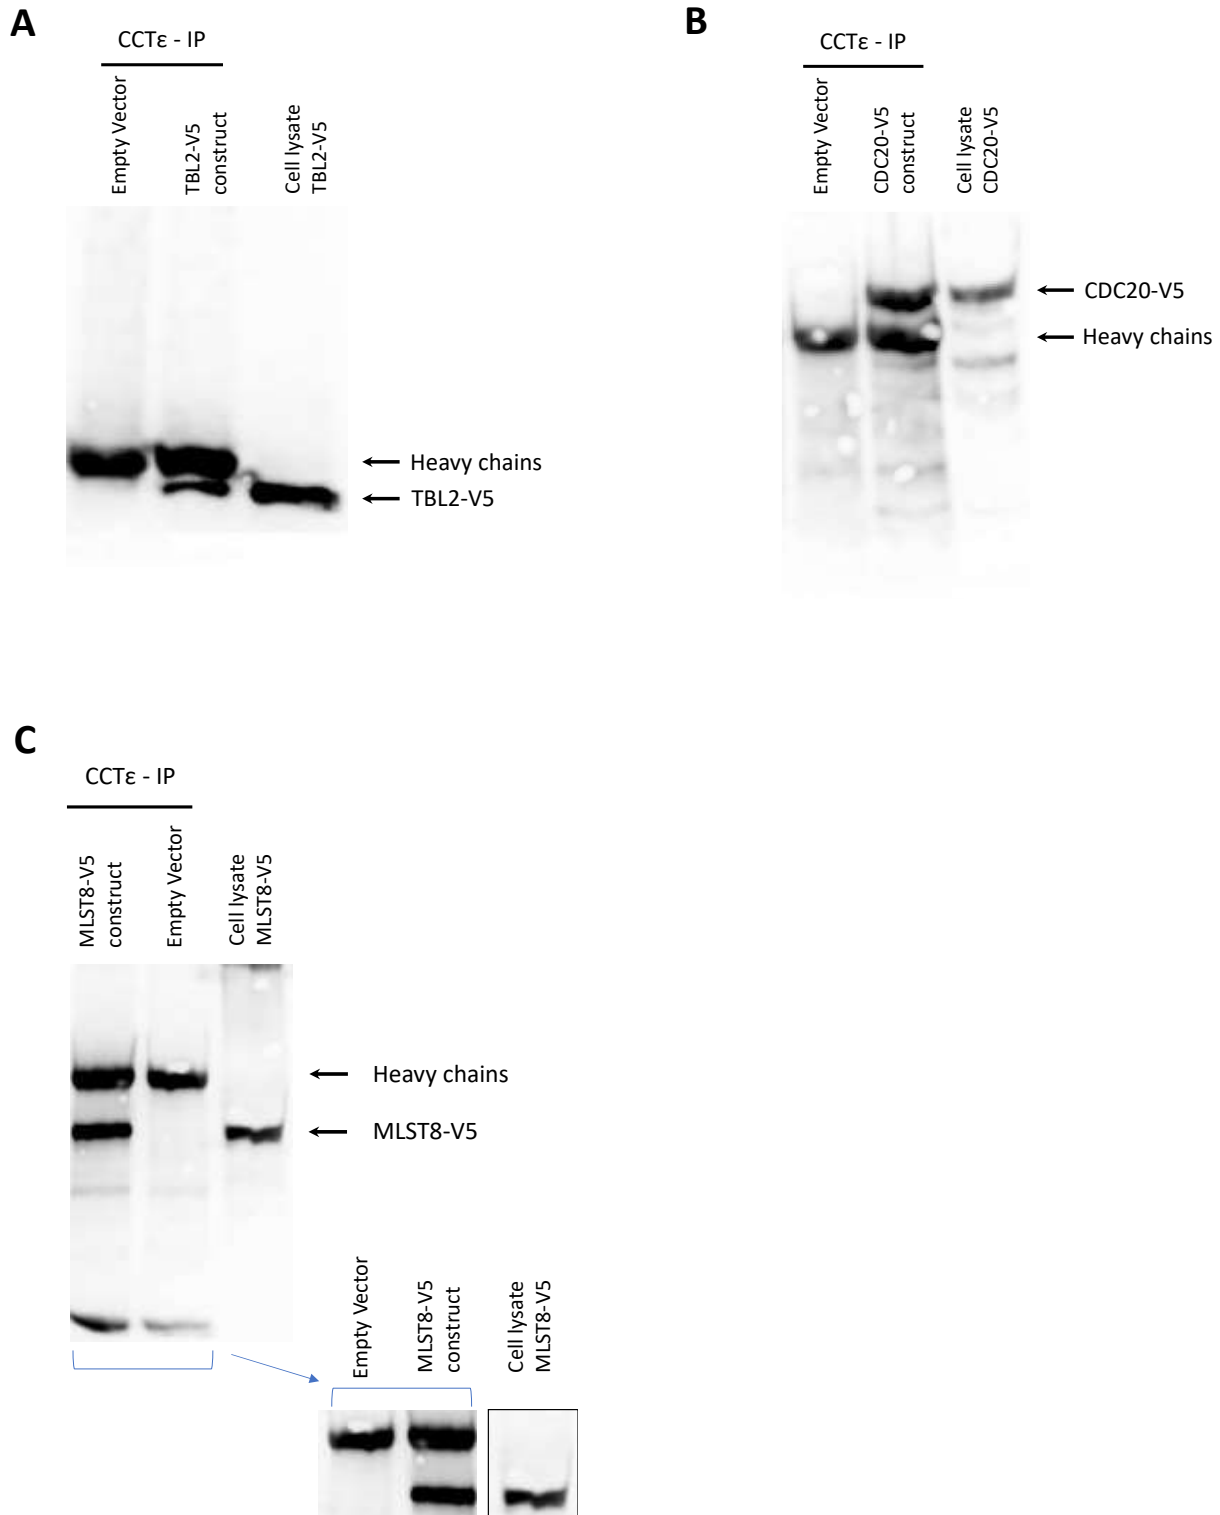 A
CCTε - IP
Empty Vector
TBL2-V5
construct
Cell lysate
TBL2-V5
Heavy chains
TBL2-V5
B
CCTε - IP
Empty Vector
CDC20-V5
construct
Cell lysate
CDC20-V5
CDC20-V5
Heavy chains
C
CCTε - IP
MLST8-V5
construct
Empty Vector
Cell lysate
MLST8-V5
Heavy chains
MLST8-V5
Empty Vector
MLST8-V5
construct
Cell lysate
MLST8-V5